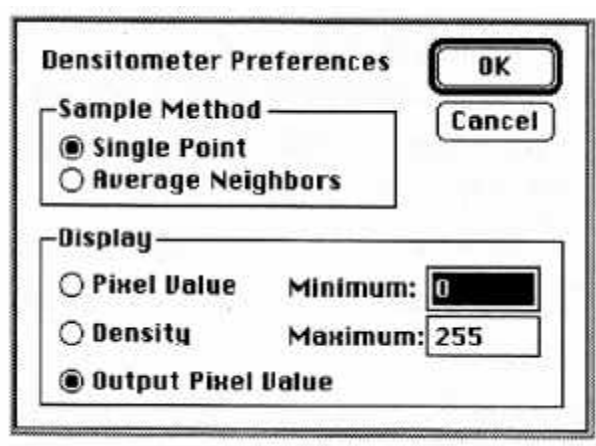 Densitometer Preferences
OK
Sample Method
Cancel
Single Point
Average Neighbors
Display
Pixel Value
Minimum: 0
Density
Maximum: 255
Output Pixel Value